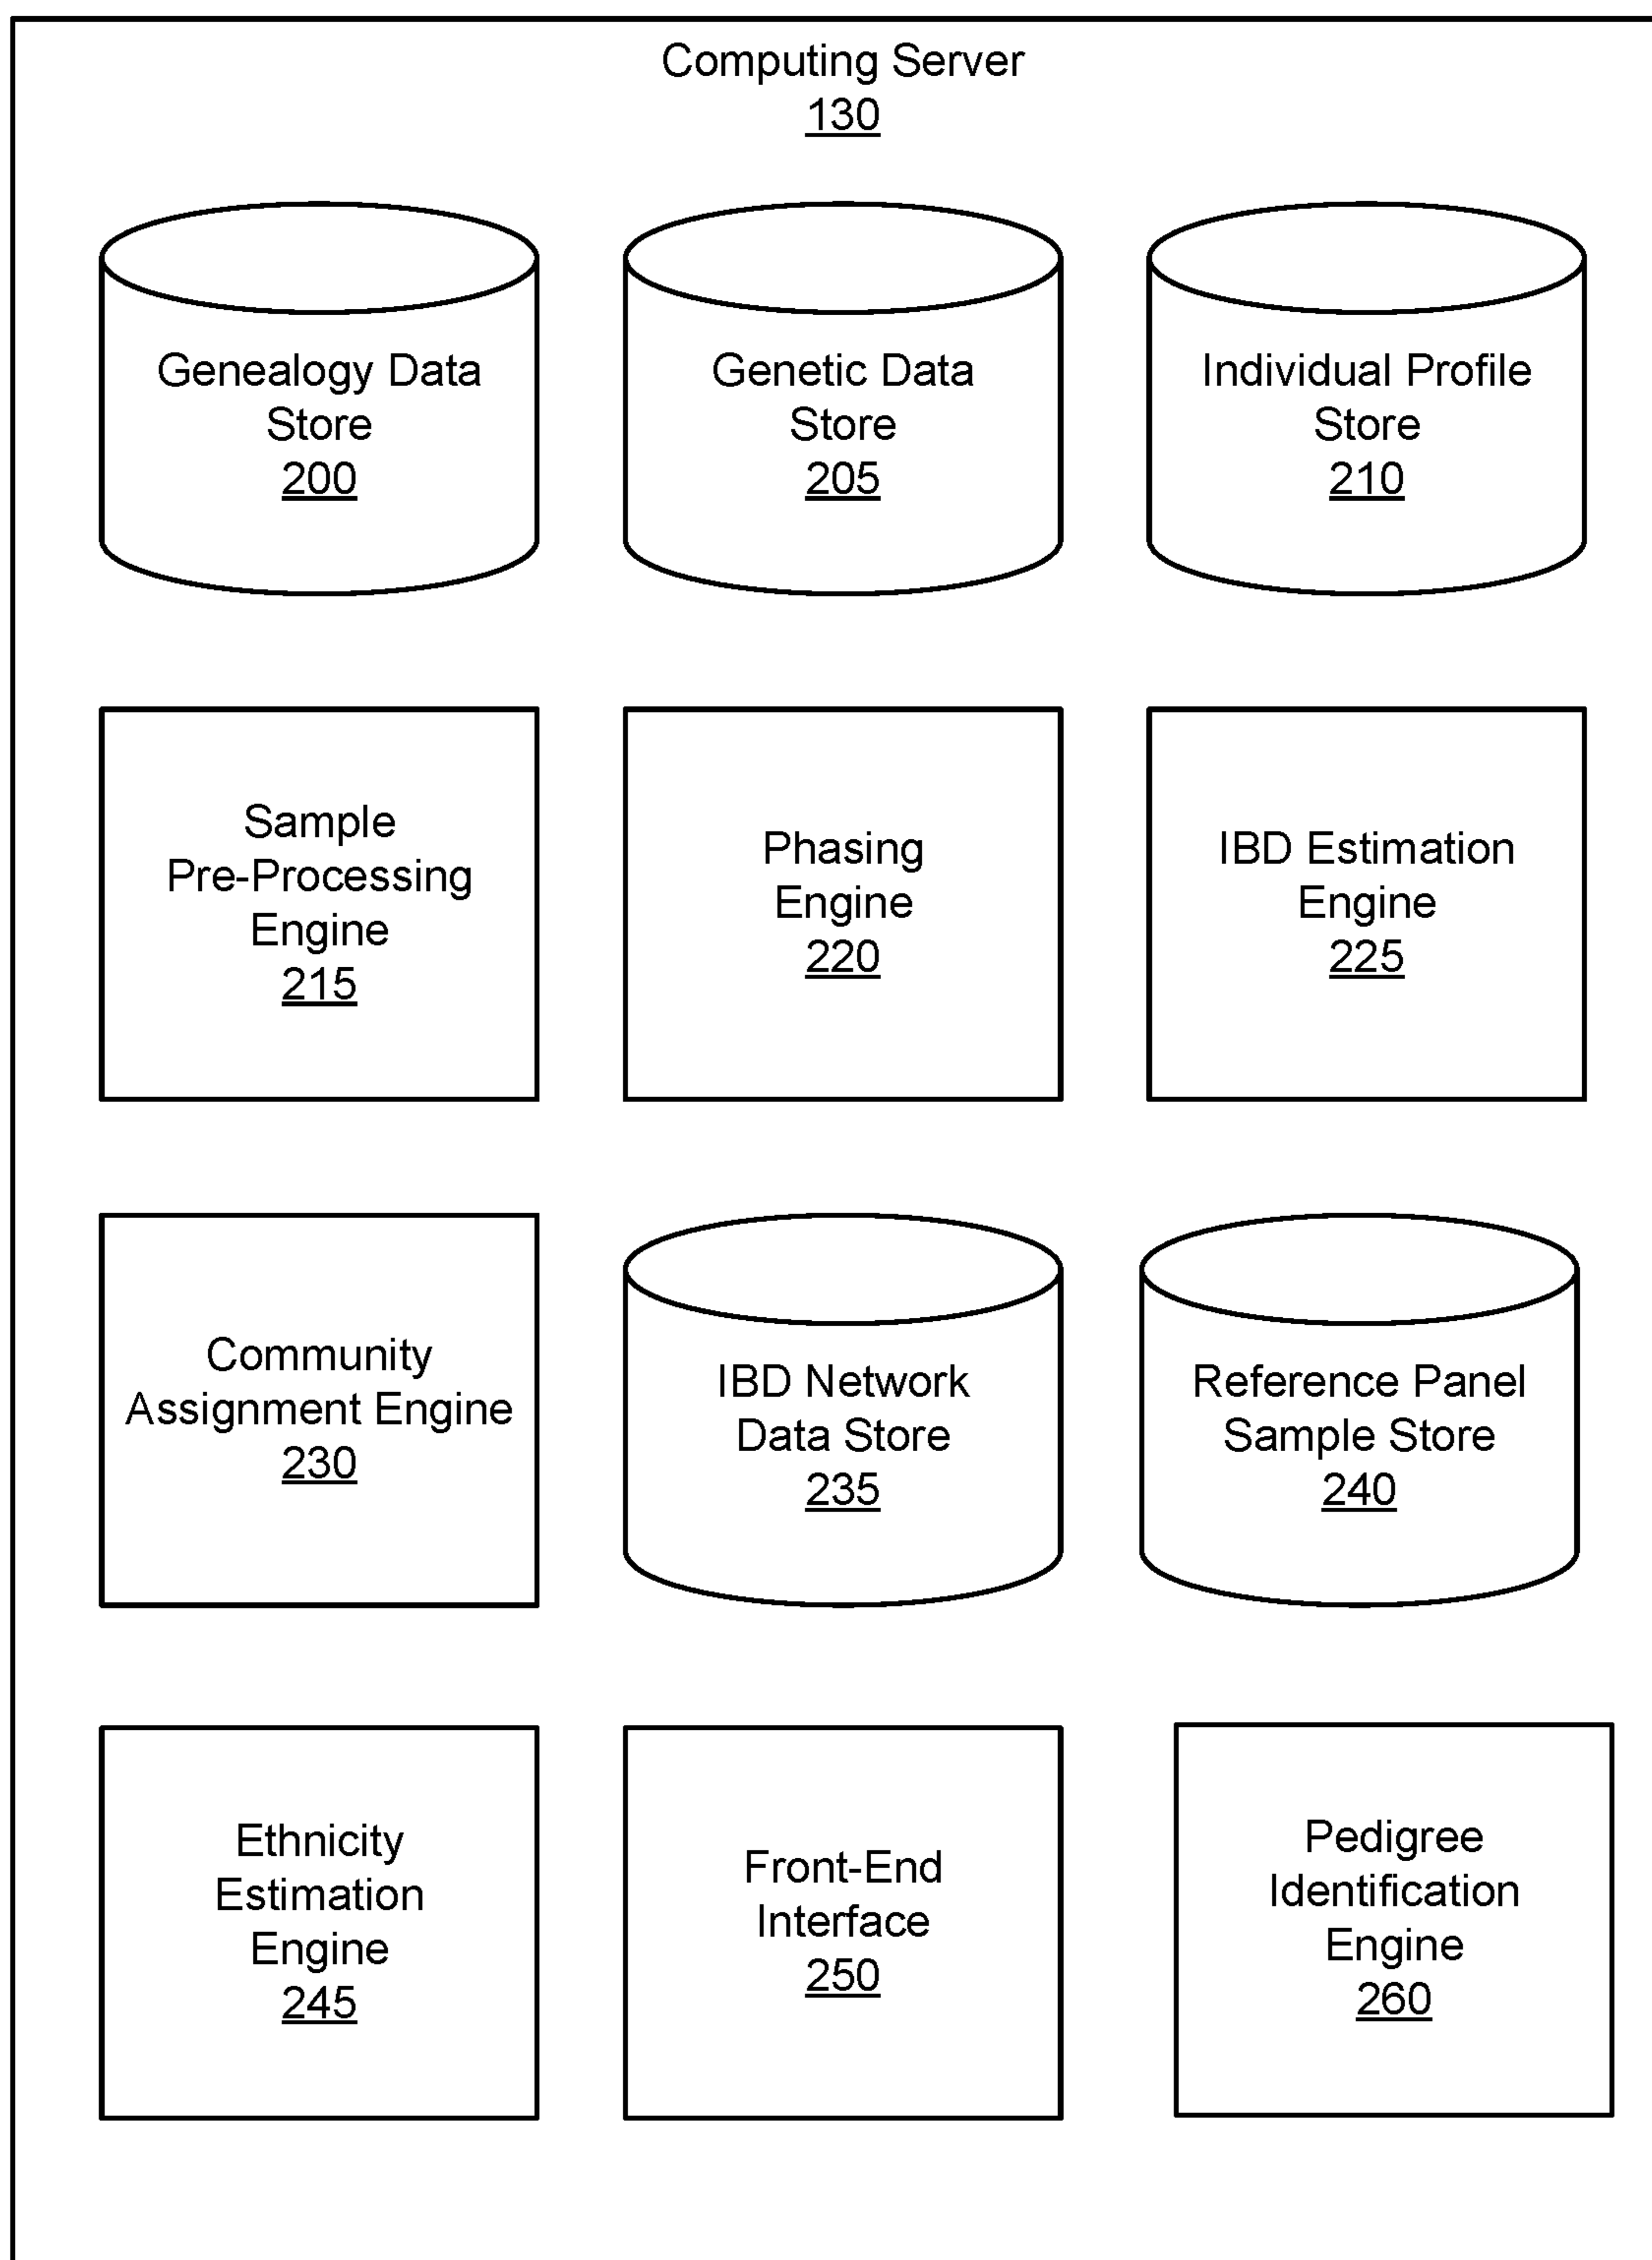 Computing Server
130
Genealogy Data
Store
200
Genetic Data
Store
205
Individual Profile
Store
210
Sample
Pre-Processing
Engine
215
Phasing
Engine
220
IBD Estimation
Engine
225
Community
Assignment Engine
230
IBD Network
Data Store
235
Reference Panel
Sample Store
240
Ethnicity
Estimation
Engine
245
Front-End
Interface
250
Pedigree
Identification
Engine
260